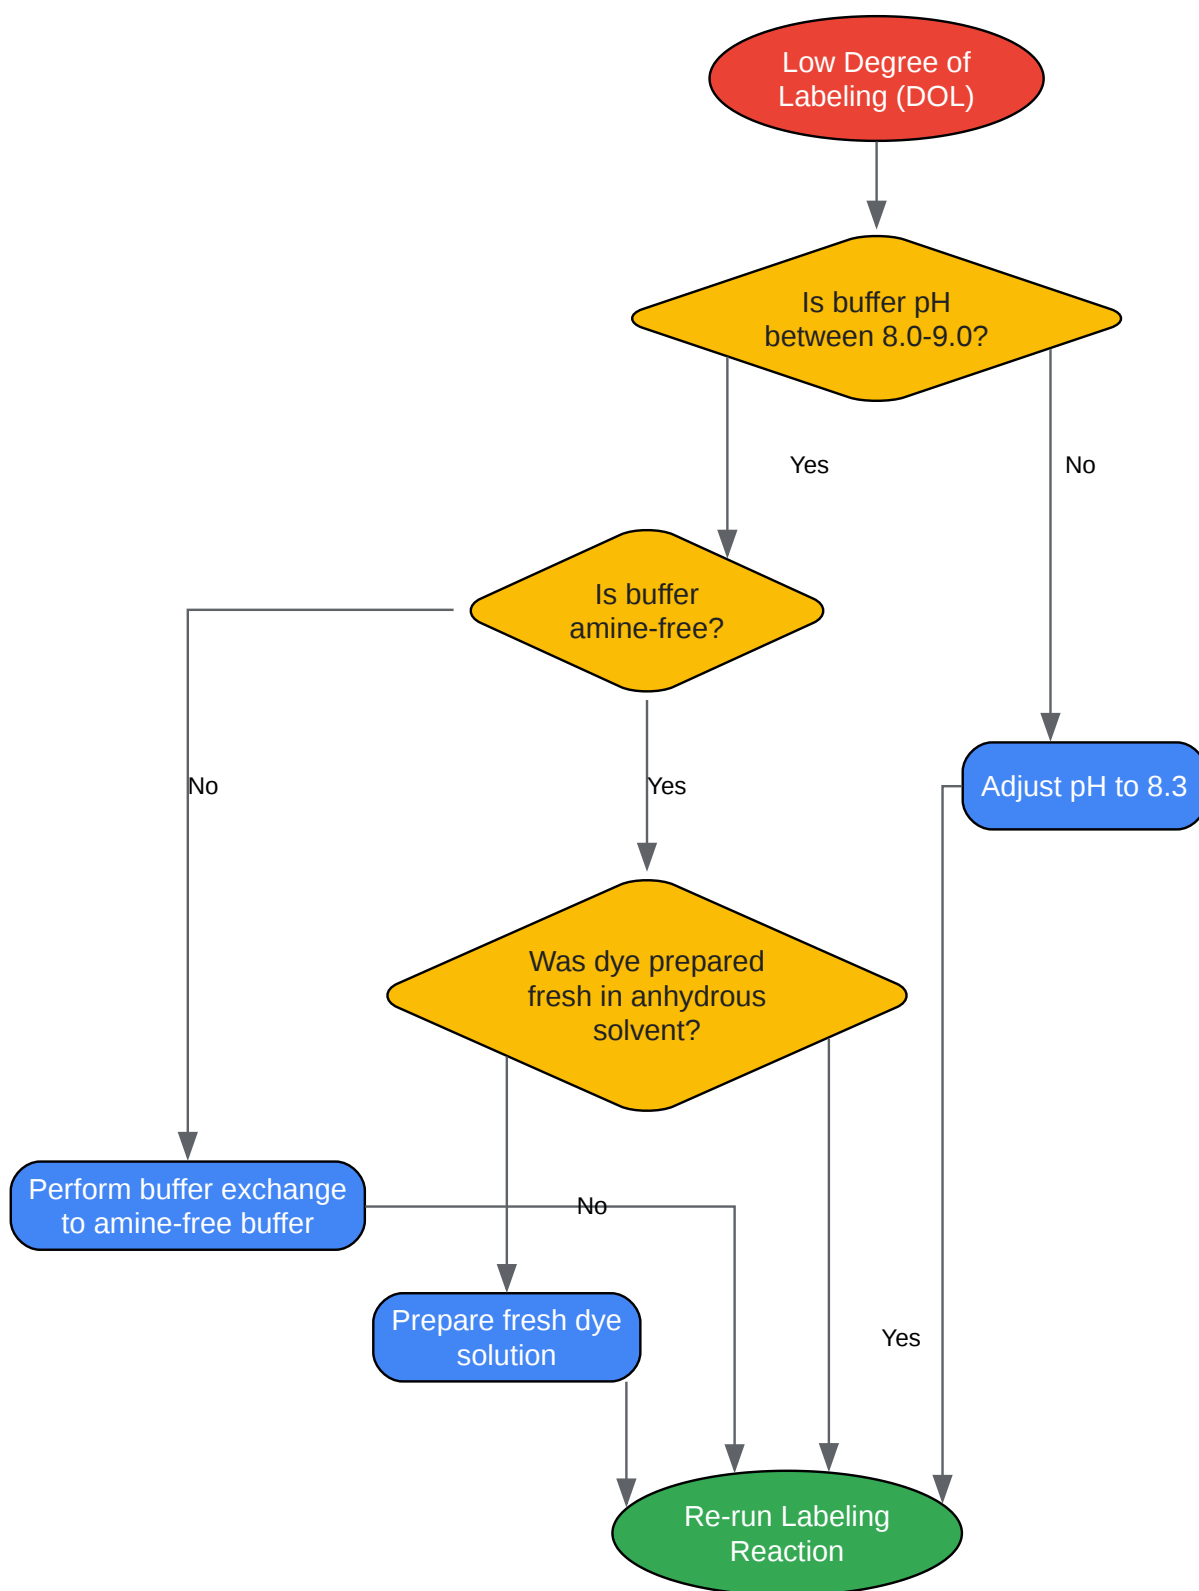 Low Degree of
Labeling (DOL)
Is buffer pH
between 8.0-9.0?
Yes
No
Is buffer
amine-free?
No
Yes
Adjust pH to 8.3
Was dye prepared
fresh in anhydrous
solvent?
Perform buffer exchange
to amine-free buffer
No
Prepare fresh dye
solution
Yes
Re-run Labeling
Reaction